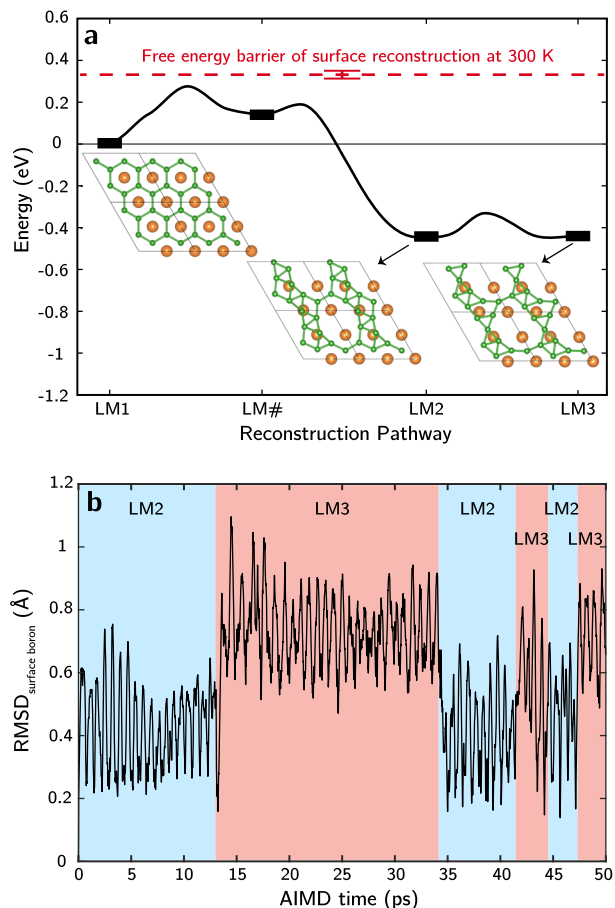 a
Free energy barrier of surface reconstruction at 300 K
Energy (eV)
0.6
0.4
0.2
0
-0.2
-0.4
-0.6
-0.8
-1
-1.2
LM1
LM#
LM2
LM3
Reconstruction Pathway
b
LM2
LM3
LM2
LM2
LM3
LM3
RMSD surface boron (Å)
1.2
1
0.8
0.6
0.4
0.2
0
0
5
10
15
20
25
30
35
40
45
50
AIMD time (ps)